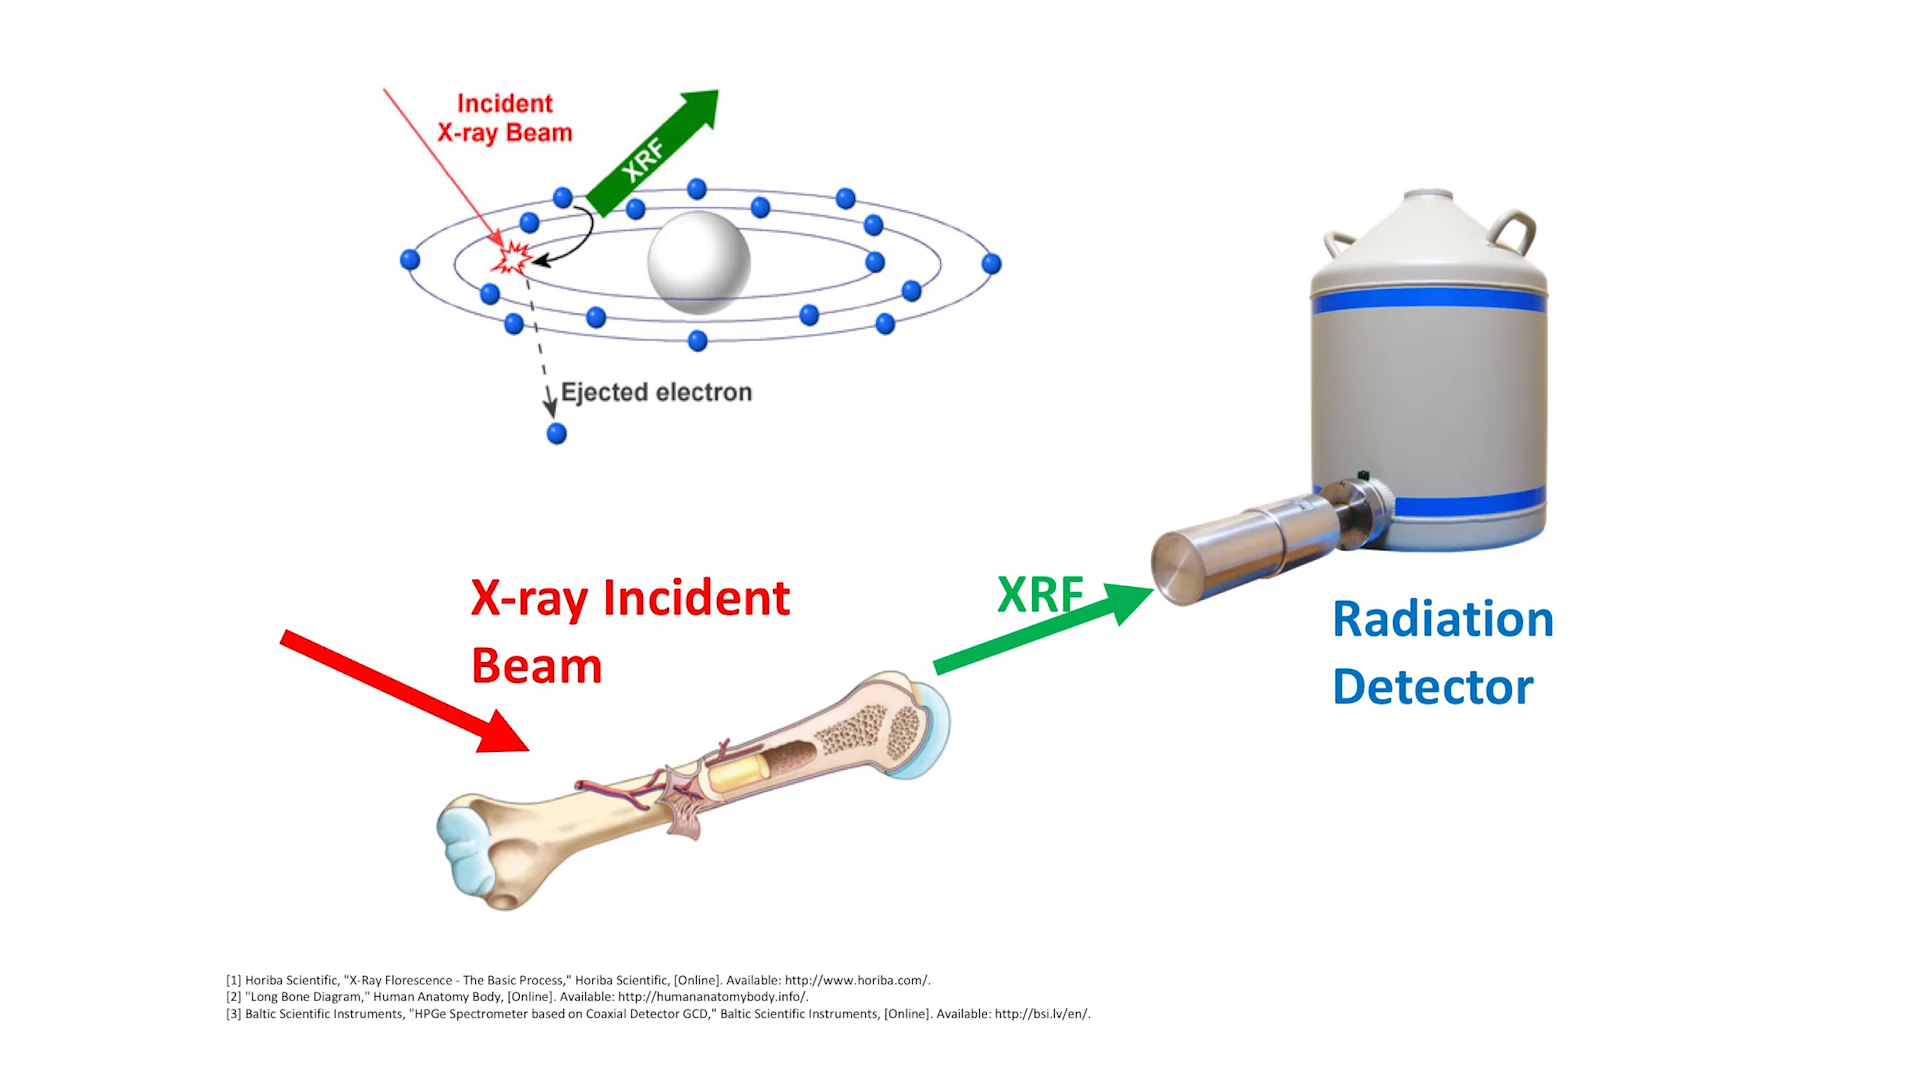 Incident
X-ray Beam
XRF
Ejected electron
X-ray Incident
Beam
XRF
Radiation
Detector
[1] Horiba Scientific, "X-Ray Florescence - The Basic Process," Horiba Scientific, [Online]. Available: http://www.horiba.com/.
[2] "Long Bone Diagram," Human Anatomy Body, [Online]. Available: http://humananatomybody.info/.
[3] Baltic Scientific Instruments, "HPGe Spectrometer based on Coaxial Detector GCD," Baltic Scientific Instruments, [Online]. Available: http://bsi.lv/en/.